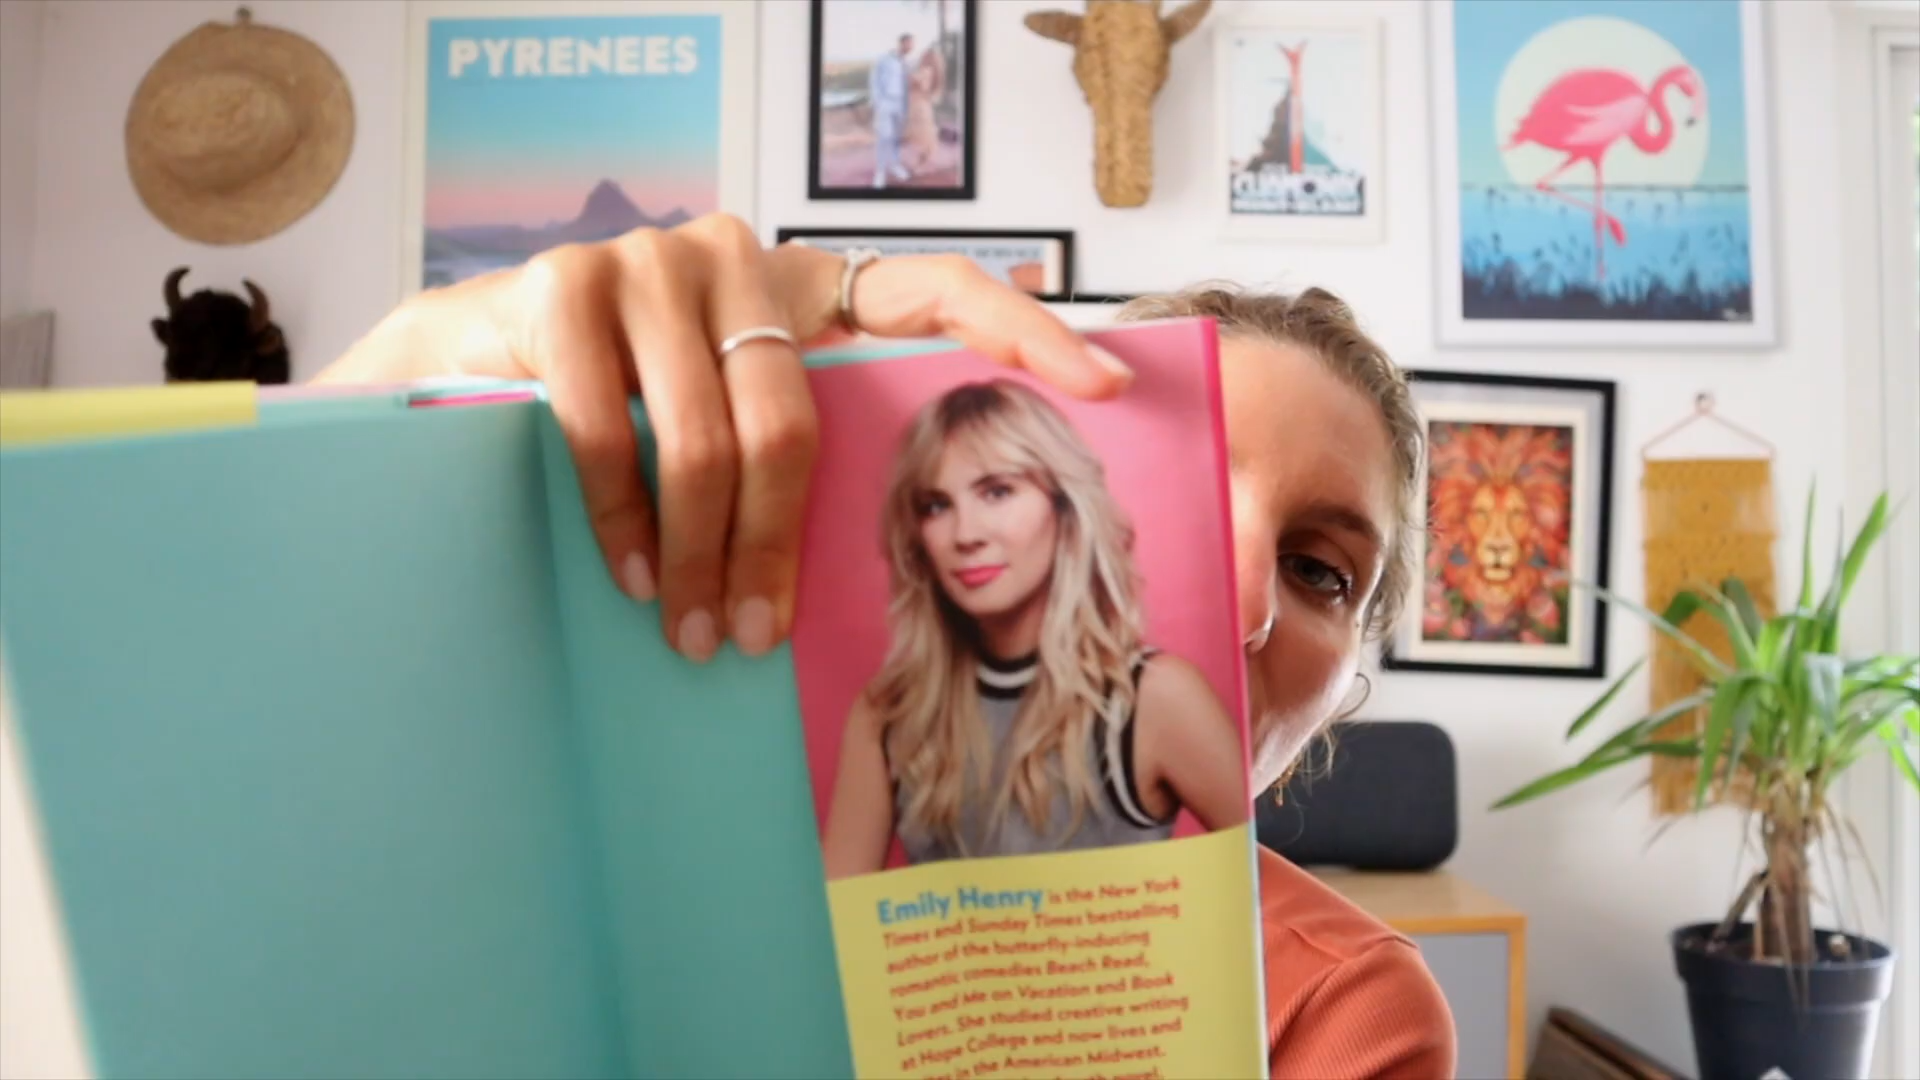 PYRENEES
Emily Henry is the New York
Times and Sunday Times bestselling
author of the butterfly-inducing
romantic comedies Beach Read,
You and Me on Vacation and Book
Lovers. She studied creative writing
at Hope College and now lives and
in the American Midwest.
novel,